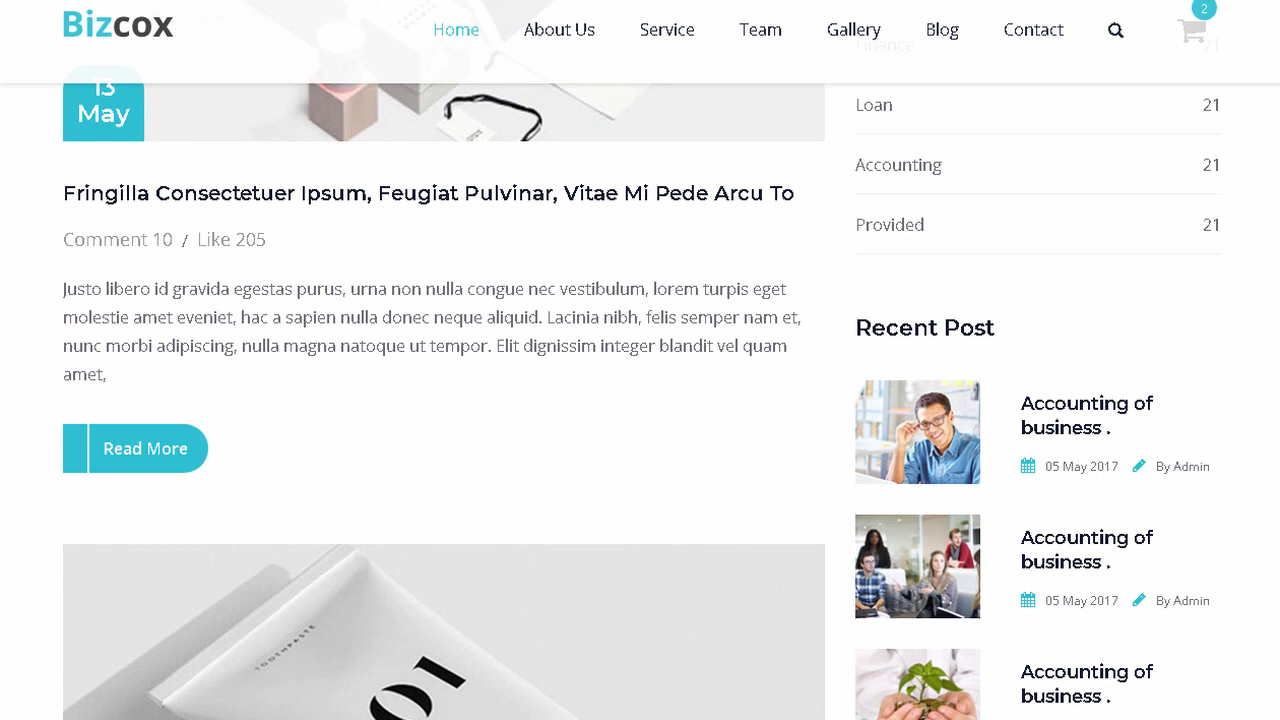 Bizcox
Home
About Us
Service
Team
Gallery
Blog
Contact
2
Finance 21
13
May
Loan 21
Accounting 21
Provided 21
Fringilla Consectetuer Ipsum, Feugiat Pulvinar, Vitae Mi Pede Arcu To
Comment 10 / Like 205
Justo libero id gravida egestas purus, urna non nulla congue nec vestibulum, lorem turpis eget
molestie amet eveniet, hac a sapien nulla donec neque aliquid. Lacinia nibh, felis semper nam et,
nunc morbi adipiscing, nulla magna natoque ut tempor. Elit dignissim integer blandit vel quam
amet,
Read More
TOOTHPASTE
01
Recent Post
Accounting of
business .
05 May 2017 By Admin
Accounting of
business .
05 May 2017 By Admin
Accounting of
business .